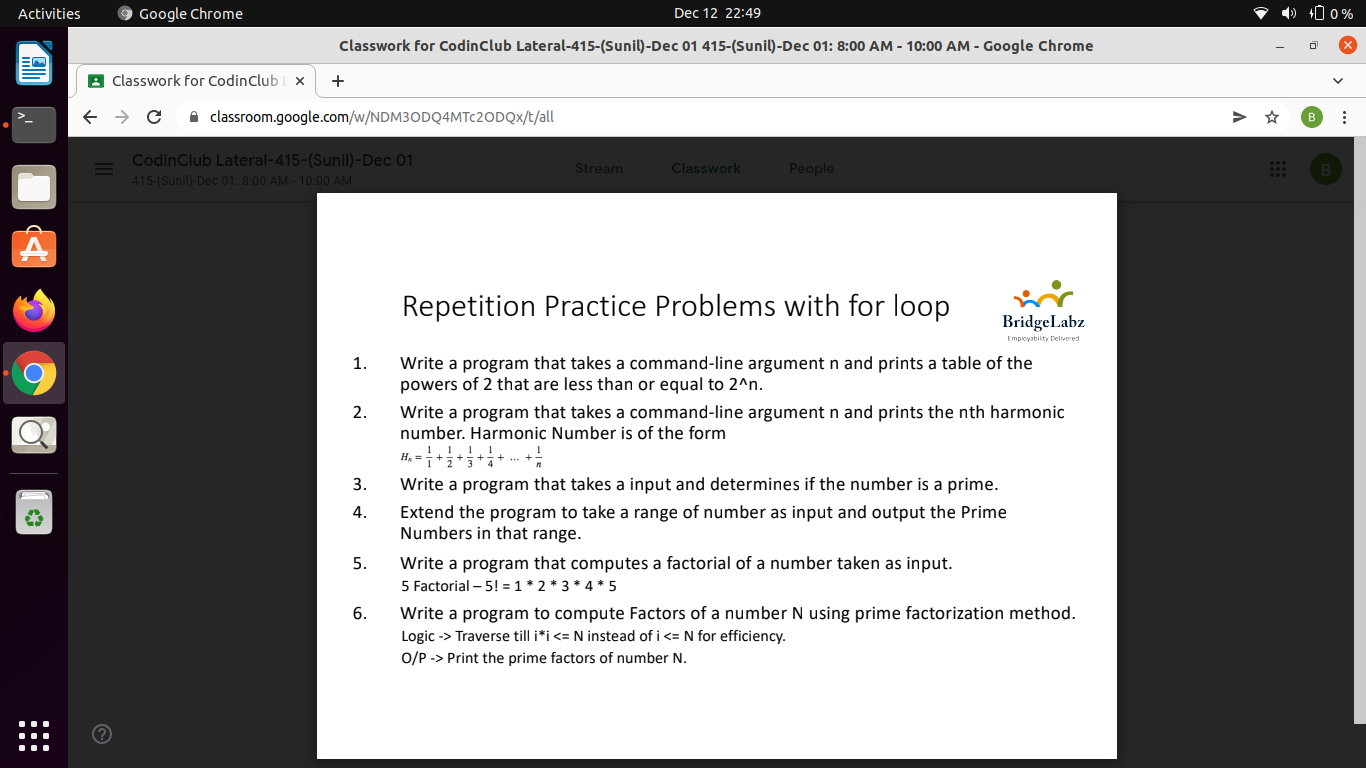 Activities
Google Chrome
Dec 12 22:49
0 %
Classwork for CodinClub Lateral-415-(Sunil)-Dec 01 415-(Sunil)-Dec 01: 8:00 AM - 10:00 AM - Google Chrome
Classwork for CodinClub
classroom.google.com/w/NDM3ODQ4MTc2ODQx/t/all
B
CodinClub Lateral-415-(Sunil)-Dec 01
415-(Sunil)-Dec 01: 8:00 AM - 10:00 AM
Stream
Classwork
People
B
Repetition Practice Problems with for loop
BridgeLabz
Employability Delivered
1. Write a program that takes a command-line argument n and prints a table of the
powers of 2 that are less than or equal to 2^n.
2. Write a program that takes a command-line argument n and prints the nth harmonic
number. Harmonic Number is of the form
Hₙ = 1/1 + 1/2 + 1/3 + 1/4 + ... + 1/n
3. Write a program that takes a input and determines if the number is a prime.
4. Extend the program to take a range of number as input and output the Prime
Numbers in that range.
5. Write a program that computes a factorial of a number taken as input.
5 Factorial – 5! = 1 * 2 * 3 * 4 * 5
6. Write a program to compute Factors of a number N using prime factorization method.
Logic -> Traverse till i*i <= N instead of i <= N for efficiency.
O/P -> Print the prime factors of number N.